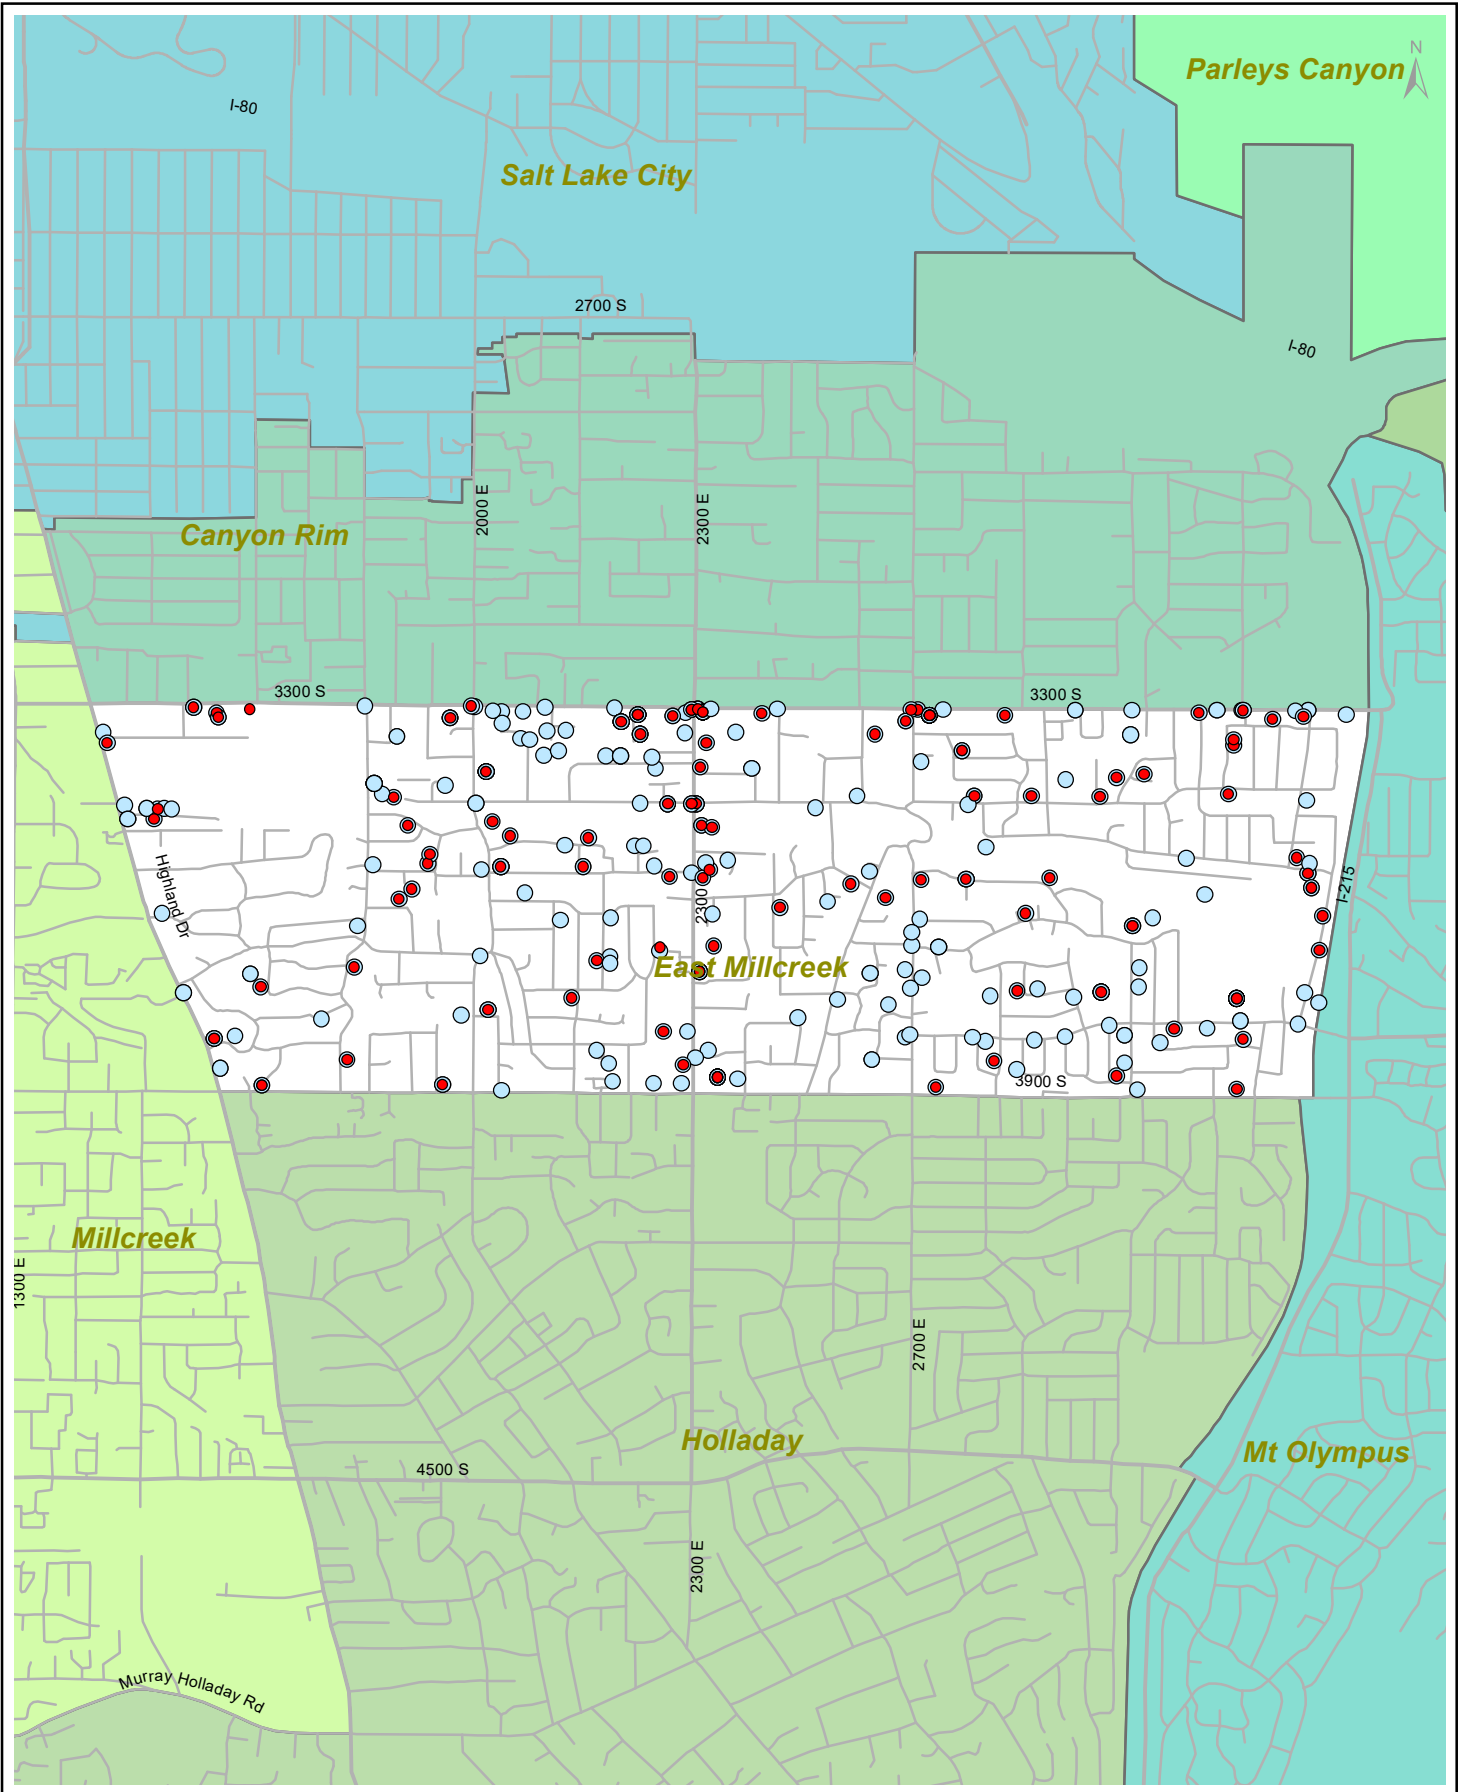 N
Parleys Canyon
I-80
Salt Lake City
2700 S
I-80
2000 E
2300 E
Canyon Rim
3300 S
3300 S
Highland Dr
I-215
2300
East Millcreek
3900 S
Millcreek
1300 E
2700 E
Holladay
Mt Olympus
4500 S
2300 E
Murray Holladay Rd